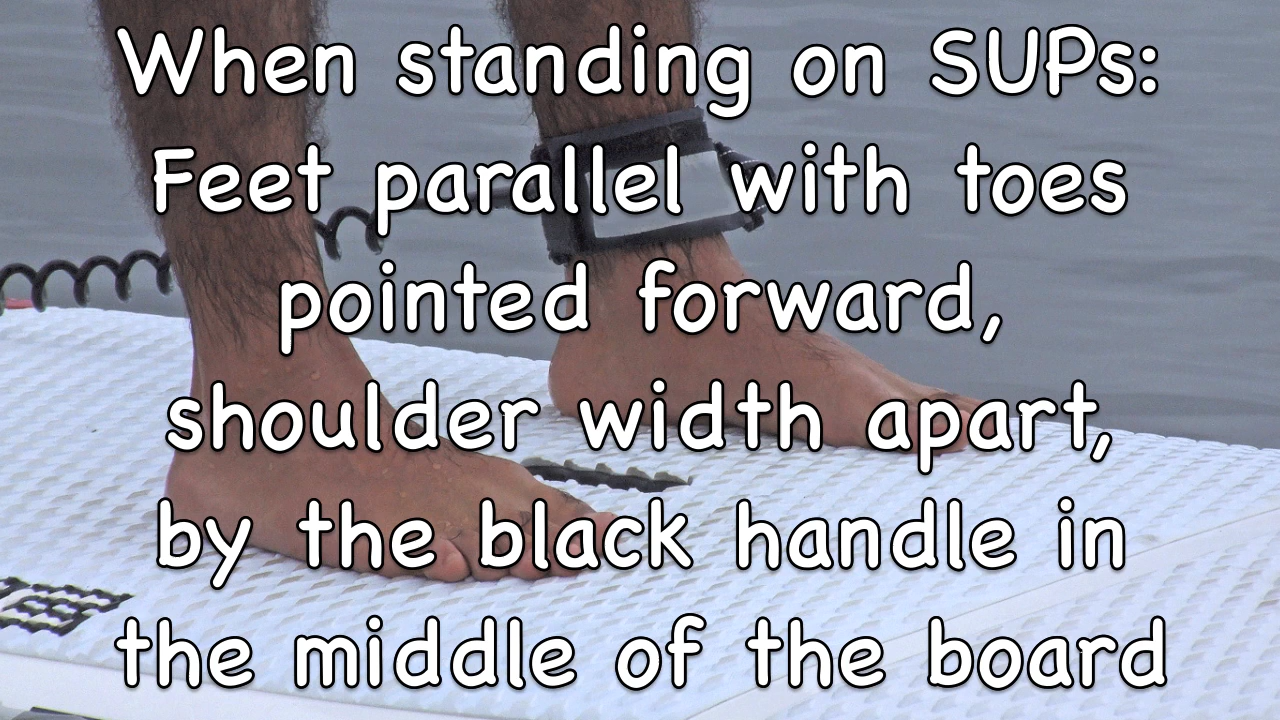 When standing on SUPs:
Feet parallel with toes
pointed forward,
shoulder width apart,
by the black handle in
the middle of the board